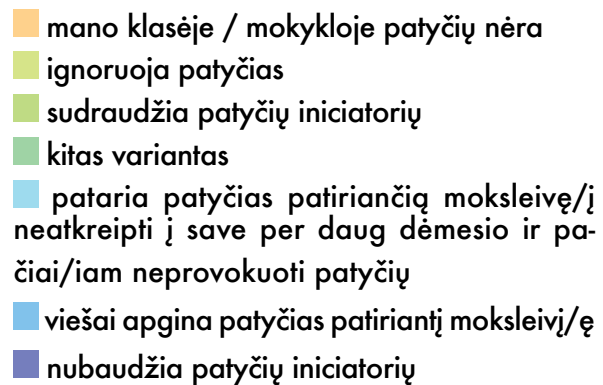 mano klasėje / mokykloje patyčių nėra
ignoruoja patyčias
sudraudžia patyčių iniciatorių
kitas variantas
pataria patyčias patiriančią moksleivę/į
neatkreipti į save per daug dėmesio ir pa-
čiai/iam neprovokuoti patyčių
viešai apgina patyčias patiriantį moksleivį/ę
nubaudžia patyčių iniciatorių